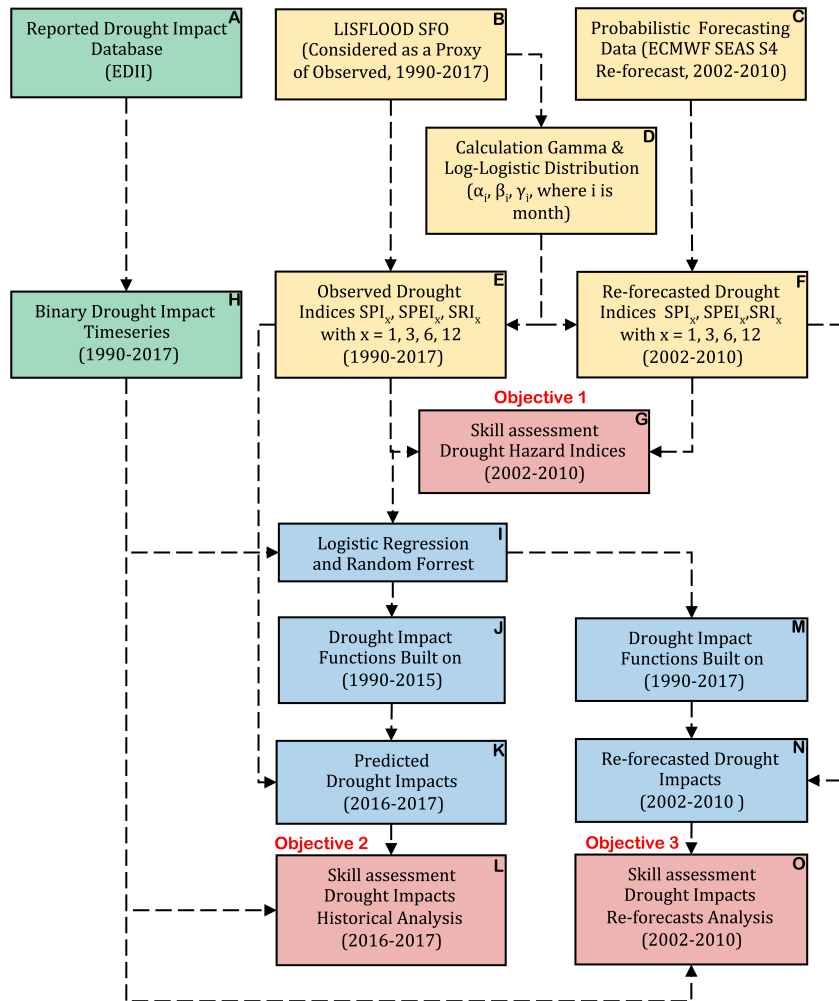 A
Reported Drought Impact
Database
(EDII)
B
LISFLOOD SFO
(Considered as a Proxy
of Observed, 1990-2017)
C
Probabilistic Forecasting
Data (ECMWF SEAS S4
Re-forecast, 2002-2010)
D
Calculation Gamma &
Log-Logistic Distribution
(αi, βi, γi, where i is
month)
E
Observed Drought
Indices SPIx, SPEIx, SRIx
with x = 1, 3, 6, 12
(1990-2017)
F
Re-forecasted Drought
Indices SPIx, SPEIx,SRIx
with x = 1, 3, 6, 12
(2002-2010)
H
Binary Drought Impact
Timeseries
(1990-2017)
Objective 1
G
Skill assessment
Drought Hazard Indices
(2002-2010)
I
Logistic Regression
and Random Forrest
J
Drought Impact
Functions Built on
(1990-2015)
M
Drought Impact
Functions Built on
(1990-2017)
K
Predicted
Drought Impacts
(2016-2017)
N
Re-forecasted Drought
Impacts
(2002-2010 )
Objective 2
L
Skill assessment
Drought Impacts
Historical Analysis
(2016-2017)
Objective 3
O
Skill assessment
Drought Impacts
Re-forecasts Analysis
(2002-2010)